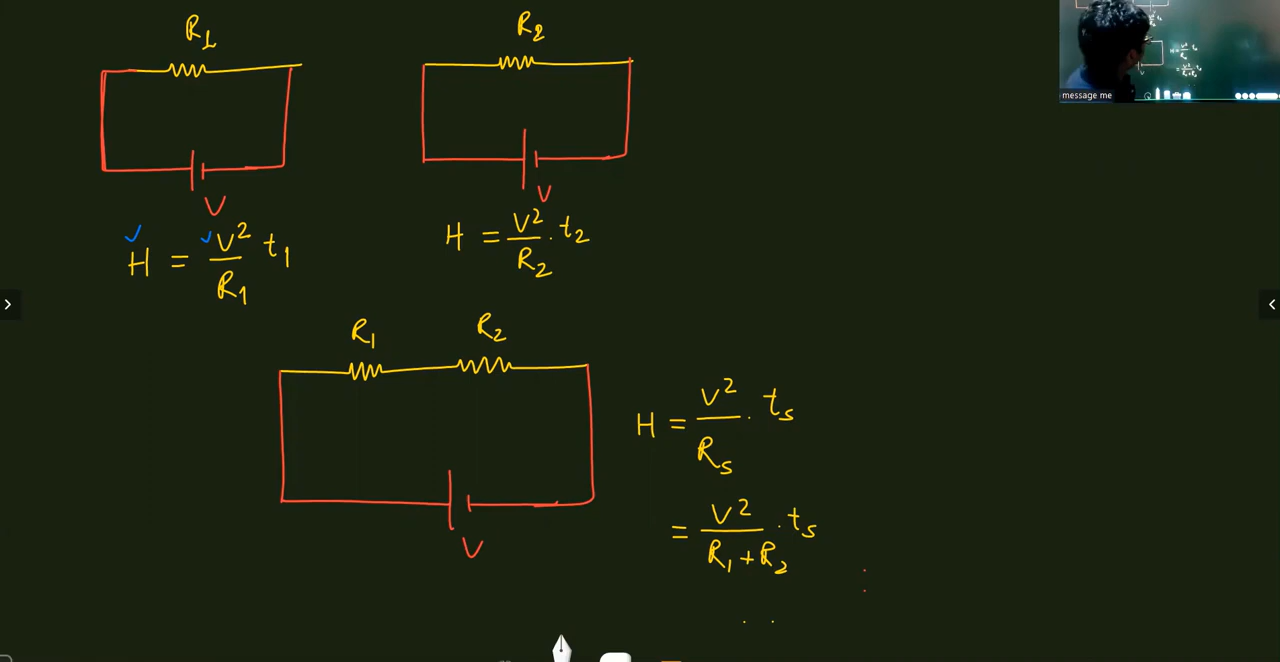 R₁
R₂
V
V
H = V²/R₁ t₁
H = V²/R₂ . t₂
R₁ R₂
V
H = V²/Rₛ . tₛ
= V²/R₁+R₂ . tₛ
message me